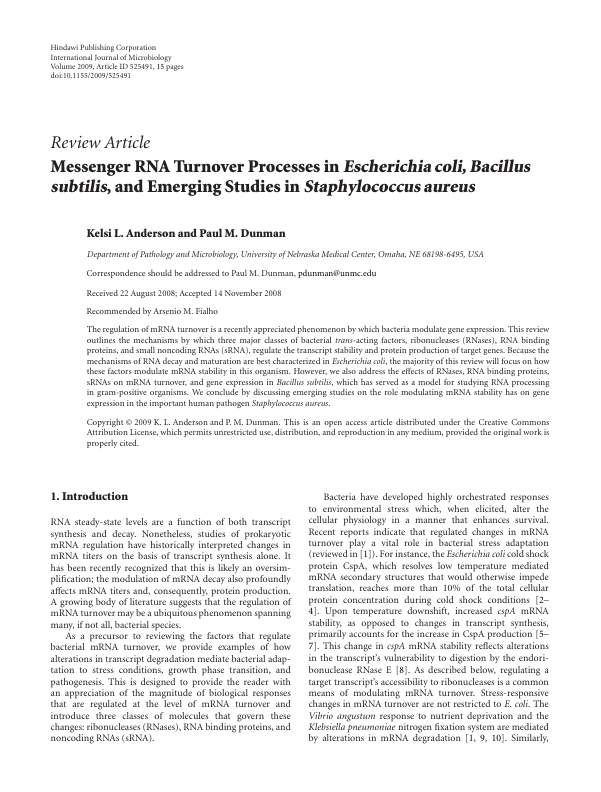 Hindawi Publishing Corporation
International Journal of Microbiology
Volume 2009, Article ID 525491, 15 pages
doi:10.1155/2009/525491
Review Article
Messenger RNA Turnover Processes in Escherichia coli, Bacillus
subtilis, and Emerging Studies in Staphylococcus aureus
Kelsi L. Anderson and Paul M. Dunman
Department of Pathology and Microbiology, University of Nebraska Medical Center, Omaha, NE 68198-6495, USA
Correspondence should be addressed to Paul M. Dunman, pdunman@unmc.edu
Received 22 August 2008; Accepted 14 November 2008
Recommended by Arsenio M. Fialho
The regulation of mRNA turnover is a recently appreciated phenomenon by which bacteria modulate gene expression. This review
outlines the mechanisms by which three major classes of bacterial trans-acting factors, ribonucleases (RNases), RNA binding
proteins, and small noncoding RNAs (sRNA), regulate the transcript stability and protein production of target genes. Because the
mechanisms of RNA decay and maturation are best characterized in Escherichia coli, the majority of this review will focus on how
these factors modulate mRNA stability in this organism. However, we also address the effects of RNases, RNA binding proteins,
sRNAs on mRNA turnover, and gene expression in Bacillus subtilis, which has served as a model for studying RNA processing
in gram-positive organisms. We conclude by discussing emerging studies on the role modulating mRNA stability has on gene
expression in the important human pathogen Staphylococcus aureus.
Copyright © 2009 K. L. Anderson and P. M. Dunman. This is an open access article distributed under the Creative Commons
Attribution License, which permits unrestricted use, distribution, and reproduction in any medium, provided the original work is
properly cited.
1. Introduction
RNA steady-state levels are a function of both transcript
synthesis and decay. Nonetheless, studies of prokaryotic
mRNA regulation have historically interpreted changes in
mRNA titers on the basis of transcript synthesis alone. It
has been recently recognized that this is likely an oversim-
plification; the modulation of mRNA decay also profoundly
affects mRNA titers and, consequently, protein production.
A growing body of literature suggests that the regulation of
mRNA turnover may be a ubiquitous phenomenon spanning
many, if not all, bacterial species.
As a precursor to reviewing the factors that regulate
bacterial mRNA turnover, we provide examples of how
alterations in transcript degradation mediate bacterial adap-
tation to stress conditions, growth phase transition, and
pathogenesis. This is designed to provide the reader with
an appreciation of the magnitude of biological responses
that are regulated at the level of mRNA turnover and
introduce three classes of molecules that govern these
changes: ribonucleases (RNases), RNA binding proteins, and
noncoding RNAs (sRNA).
Bacteria have developed highly orchestrated responses
to environmental stress which, when elicited, alter the
cellular physiology in a manner that enhances survival.
Recent reports indicate that regulated changes in mRNA
turnover play a vital role in bacterial stress adaptation
(reviewed in [1]). For instance, the Escherichia coli cold shock
protein CspA, which resolves low temperature mediated
mRNA secondary structures that would otherwise impede
translation, reaches more than 10% of the total cellular
protein concentration during cold shock conditions [2–
4]. Upon temperature downshift, increased cspA mRNA
stability, as opposed to changes in transcript synthesis,
primarily accounts for the increase in CspA production [5–
7]. This change in cspA mRNA stability reflects alterations
in the transcript's vulnerability to digestion by the endori-
bonuclease RNase E [8]. As described below, regulating a
target transcript's accessibility to ribonucleases is a common
means of modulating mRNA turnover. Stress-responsive
changes in mRNA turnover are not restricted to E. coli. The
Vibrio angustum response to nutrient deprivation and the
Klebsiella pneumoniae nitrogen fixation system are mediated
by alterations in mRNA degradation [1, 9, 10]. Similarly,